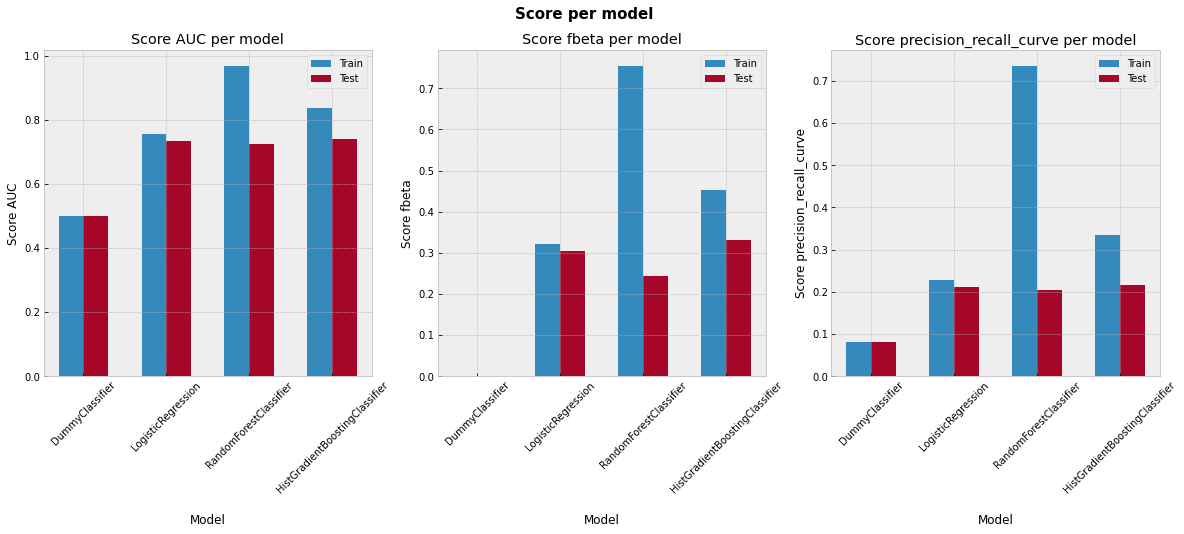 Score per model
Score AUC per model
Train
Test
1.0
0.8
0.6
0.4
0.2
0.0
Score AUC
DummyClassifier
LogisticRegression
RandomForestClassifier
HistGradientBoostingClassifier
Model
Score fbeta per model
Train
Test
0.7
0.6
0.5
0.4
0.3
0.2
0.1
0.0
Score fbeta
DummyClassifier
LogisticRegression
RandomForestClassifier
HistGradientBoostingClassifier
Model
Score precision_recall_curve per model
Train
Test
0.7
0.6
0.5
0.4
0.3
0.2
0.1
0.0
Score precision_recall_curve
DummyClassifier
LogisticRegression
RandomForestClassifier
HistGradientBoostingClassifier
Model